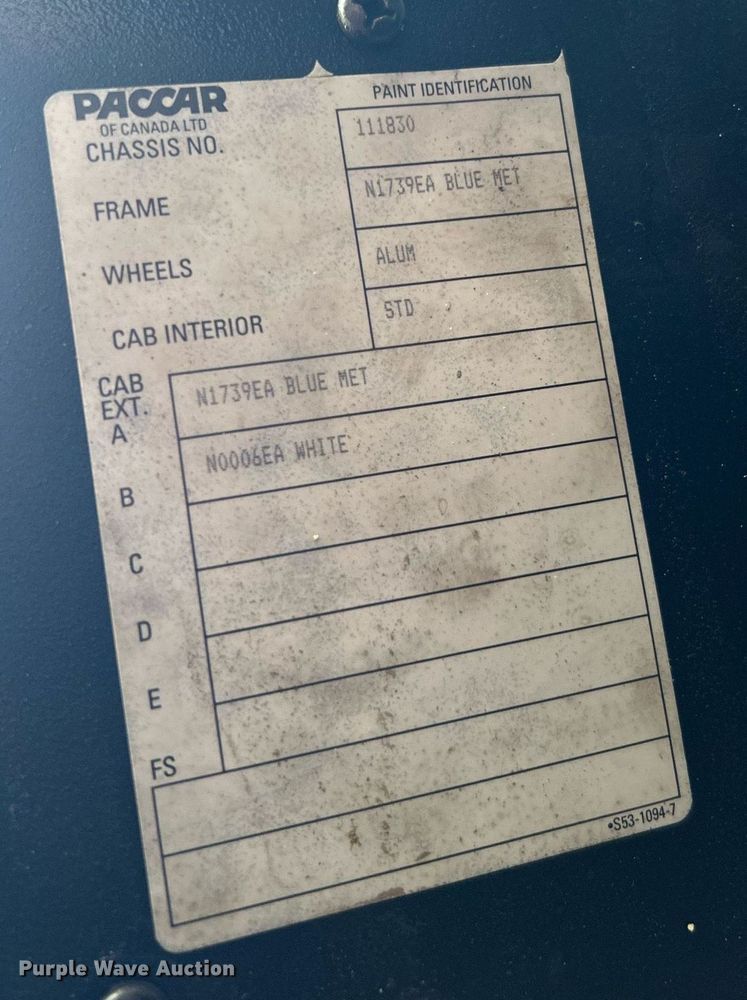 PACCAR
OF CANADA LTD
PAINT IDENTIFICATION
CHASSIS NO. 111830
FRAME N1739EA BLUE MET
WHEELS ALUM
CAB INTERIOR STD
CAB
EXT.
A N1739EA BLUE MET
B N0006EA WHITE
C
D
E
FS
•S53-1094-7
Purple Wave Auction